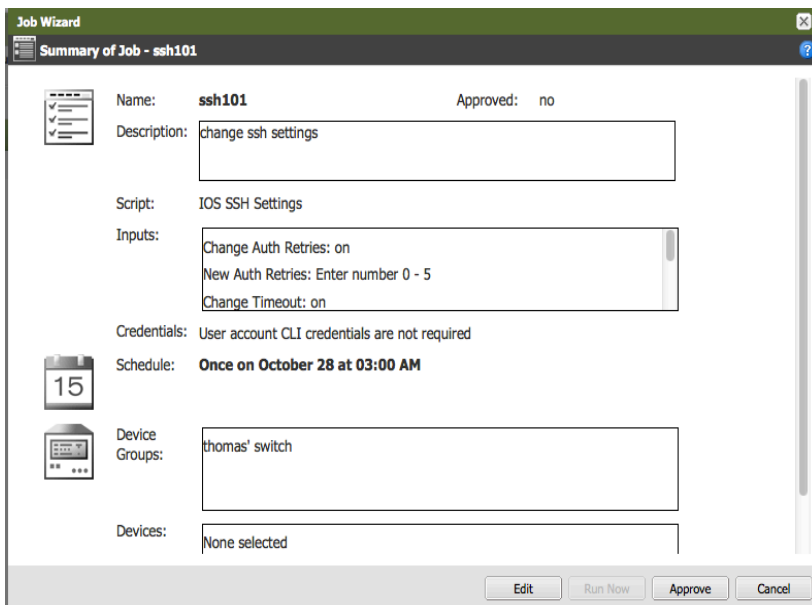 Job Wizard
Summary of Job - ssh101
Name: ssh101 Approved: no
Description: change ssh settings
Script: IOS SSH Settings
Inputs: Change Auth Retries: on
New Auth Retries: Enter number 0 - 5
Change Timeout: on
Credentials: User account CLI credentials are not required
Schedule: Once on October 28 at 03:00 AM
15
Device Groups: thomas' switch
Devices: None selected
Edit Run Now Approve Cancel